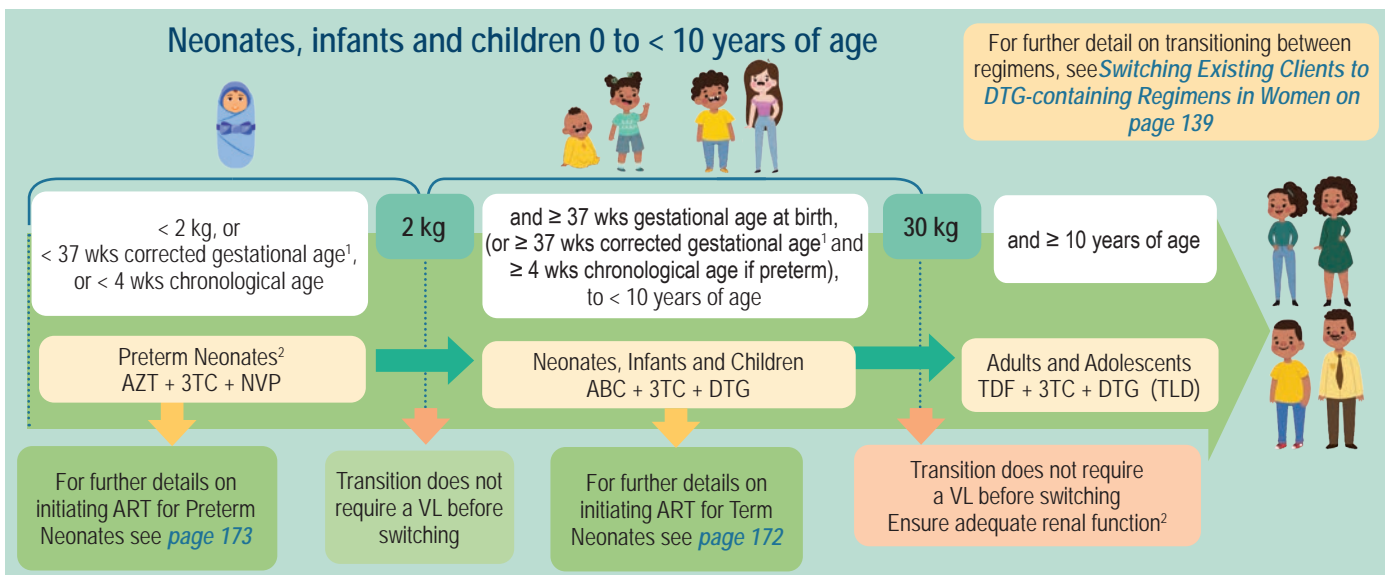 Neonates, infants and children 0 to < 10 years of age
For further detail on transitioning between
regimens, see Switching Existing Clients to
DTG-containing Regimens in Women on
page 139
< 2 kg, or
< 37 wks corrected gestational age¹,
or < 4 wks chronological age
2 kg
and ≥ 37 wks gestational age at birth,
(or ≥ 37 wks corrected gestational age¹ and
≥ 4 wks chronological age if preterm),
to < 10 years of age
30 kg
and ≥ 10 years of age
Preterm Neonates²
AZT + 3TC + NVP
Neonates, Infants and Children
ABC + 3TC + DTG
Adults and Adolescents
TDF + 3TC + DTG (TLD)
For further details on
initiating ART for Preterm
Neonates see page 173
Transition does not
require a VL before
switching
For further details on
initiating ART for Term
Neonates see page 172
Transition does not require
a VL before switching
Ensure adequate renal function²